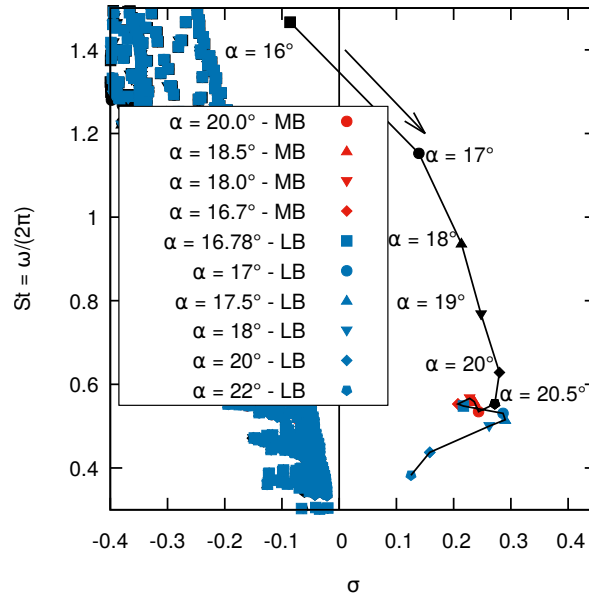 1.4
1.2
1
0.8
0.6
0.4
St = ω/(2π)
α = 16°
α = 17°
α = 18°
α = 19°
α = 20°
α = 20.5°
α = 20.0° - MB
α = 18.5° - MB
α = 18.0° - MB
α = 16.7° - MB
α = 16.78° - LB
α = 17° - LB
α = 17.5° - LB
α = 18° - LB
α = 20° - LB
α = 22° - LB
-0.4 -0.3 -0.2 -0.1 0 0.1 0.2 0.3 0.4
σ